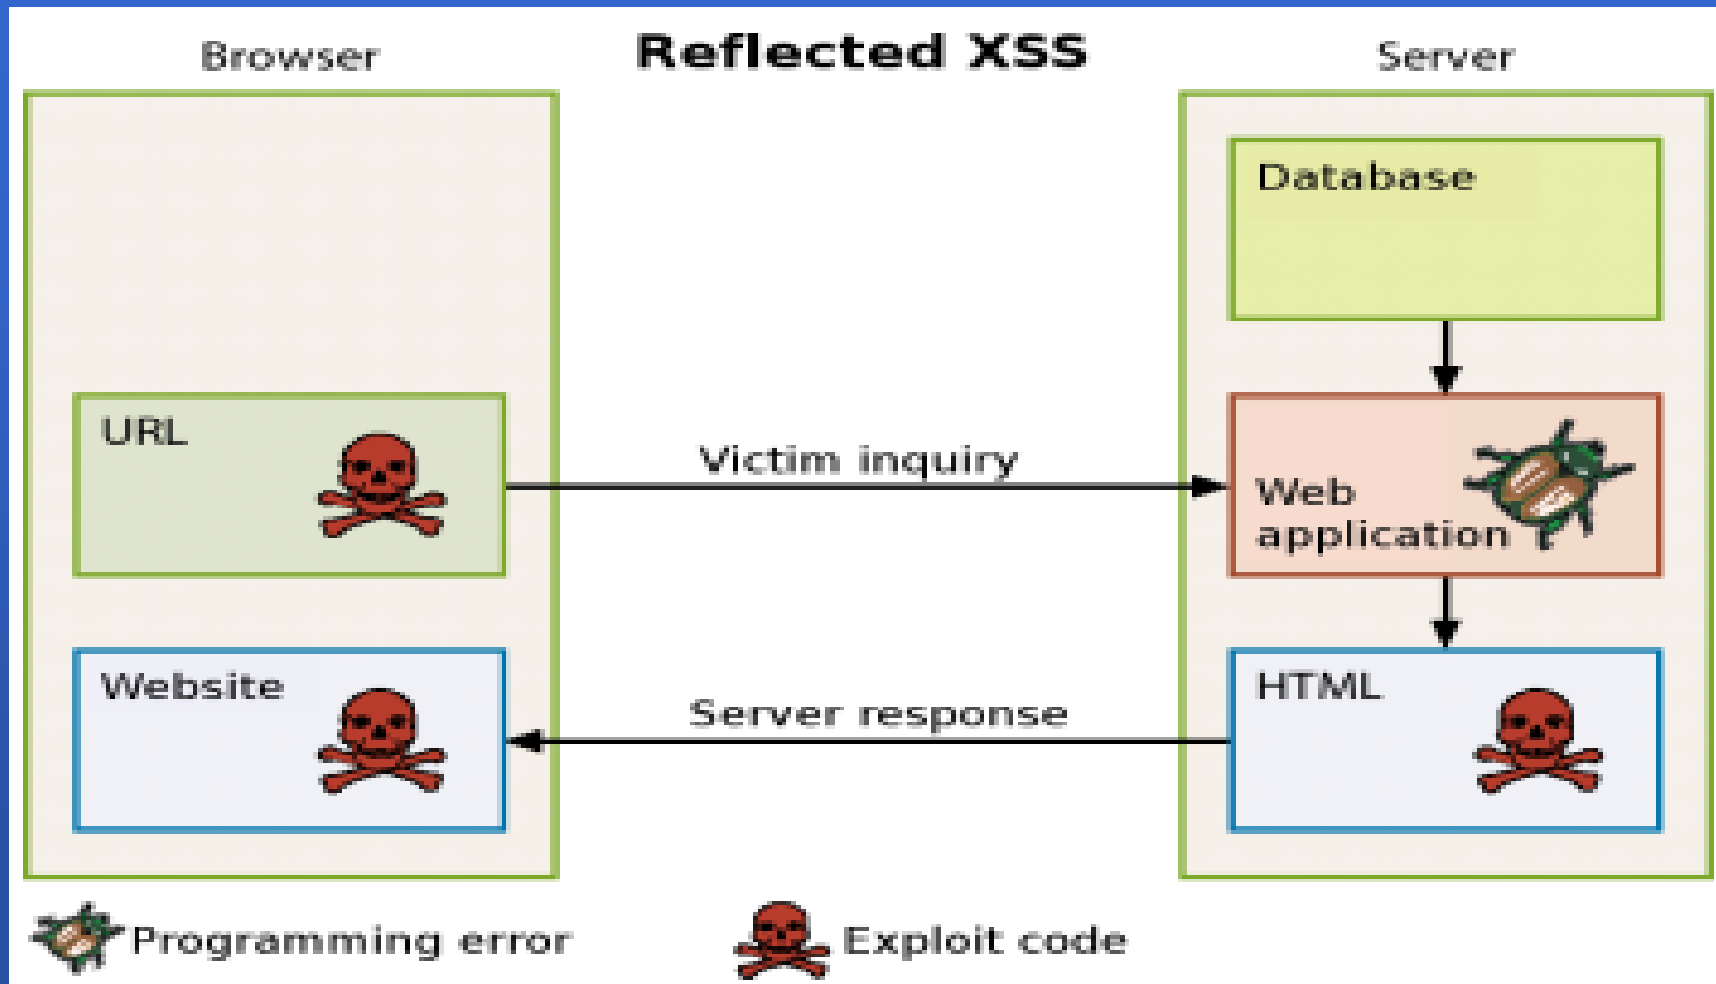 Browser
Reflected XSS
Server
Database
URL
Victim inquiry
Web
application
Website
Server response
HTML
Programming error
Exploit code